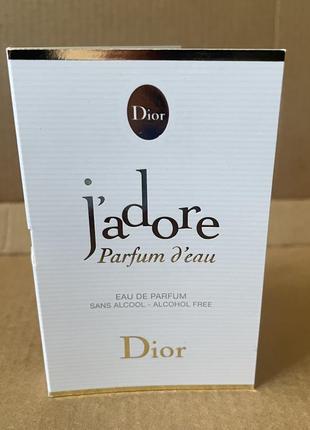 Dior
j'adore
Parfum d'eau
EAU DE PARFUM
SANS ALCOOL - ALCOHOL FREE
Dior